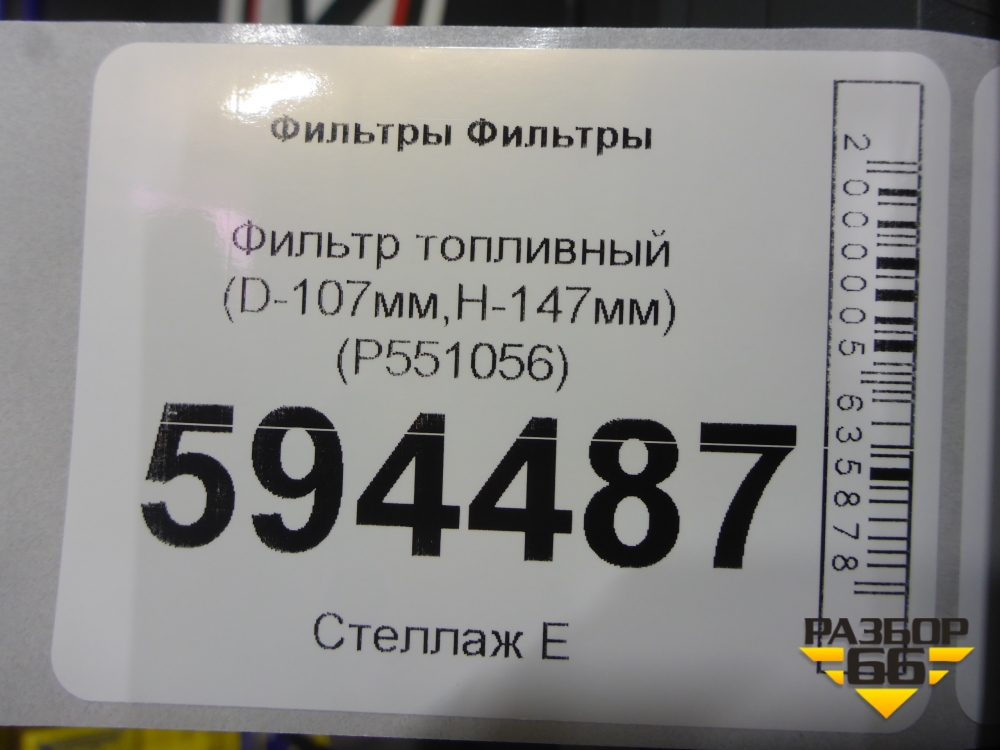 Фильтры Фильтры
Фильтр топливный
(D-107мм,Н-147мм)
(P551056)
594487
Стеллаж Е
2000005635878
РАЗБОР
66